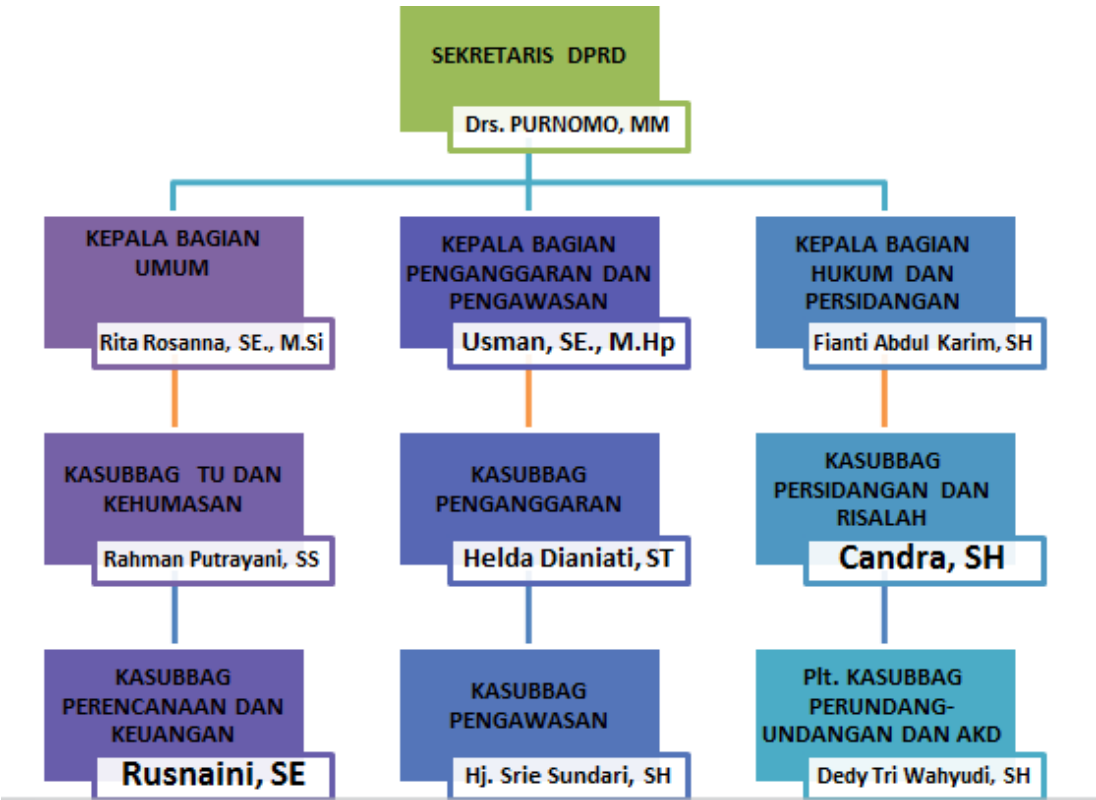 SEKRETARIS DPRD
Drs. PURNOMO, MM
KEPALA BAGIAN
UMUM
Rita Rosanna, SE., M.Si
KEPALA BAGIAN
PENGANGGARAN DAN
PENGAWASAN
Usman, SE., M.Hp
KEPALA BAGIAN
HUKUM DAN
PERSIDANGAN
Fianti Abdul Karim, SH
KASUBBAG TU DAN
KEHUMASAN
Rahman Putrayani, SS
KASUBBAG
PENGANGGARAN
Helda Dianiati, ST
KASUBBAG
PERSIDANGAN DAN
RISALAH
Candra, SH
KASUBBAG
PERENCANAAN DAN
KEUANGAN
Rusnaini, SE
KASUBBAG
PENGAWASAN
Hj. Srie Sundari, SH
Plt. KASUBBAG
PERUNDANG-
UNDANGAN DAN AKD
Dedy Tri Wahyudi, SH